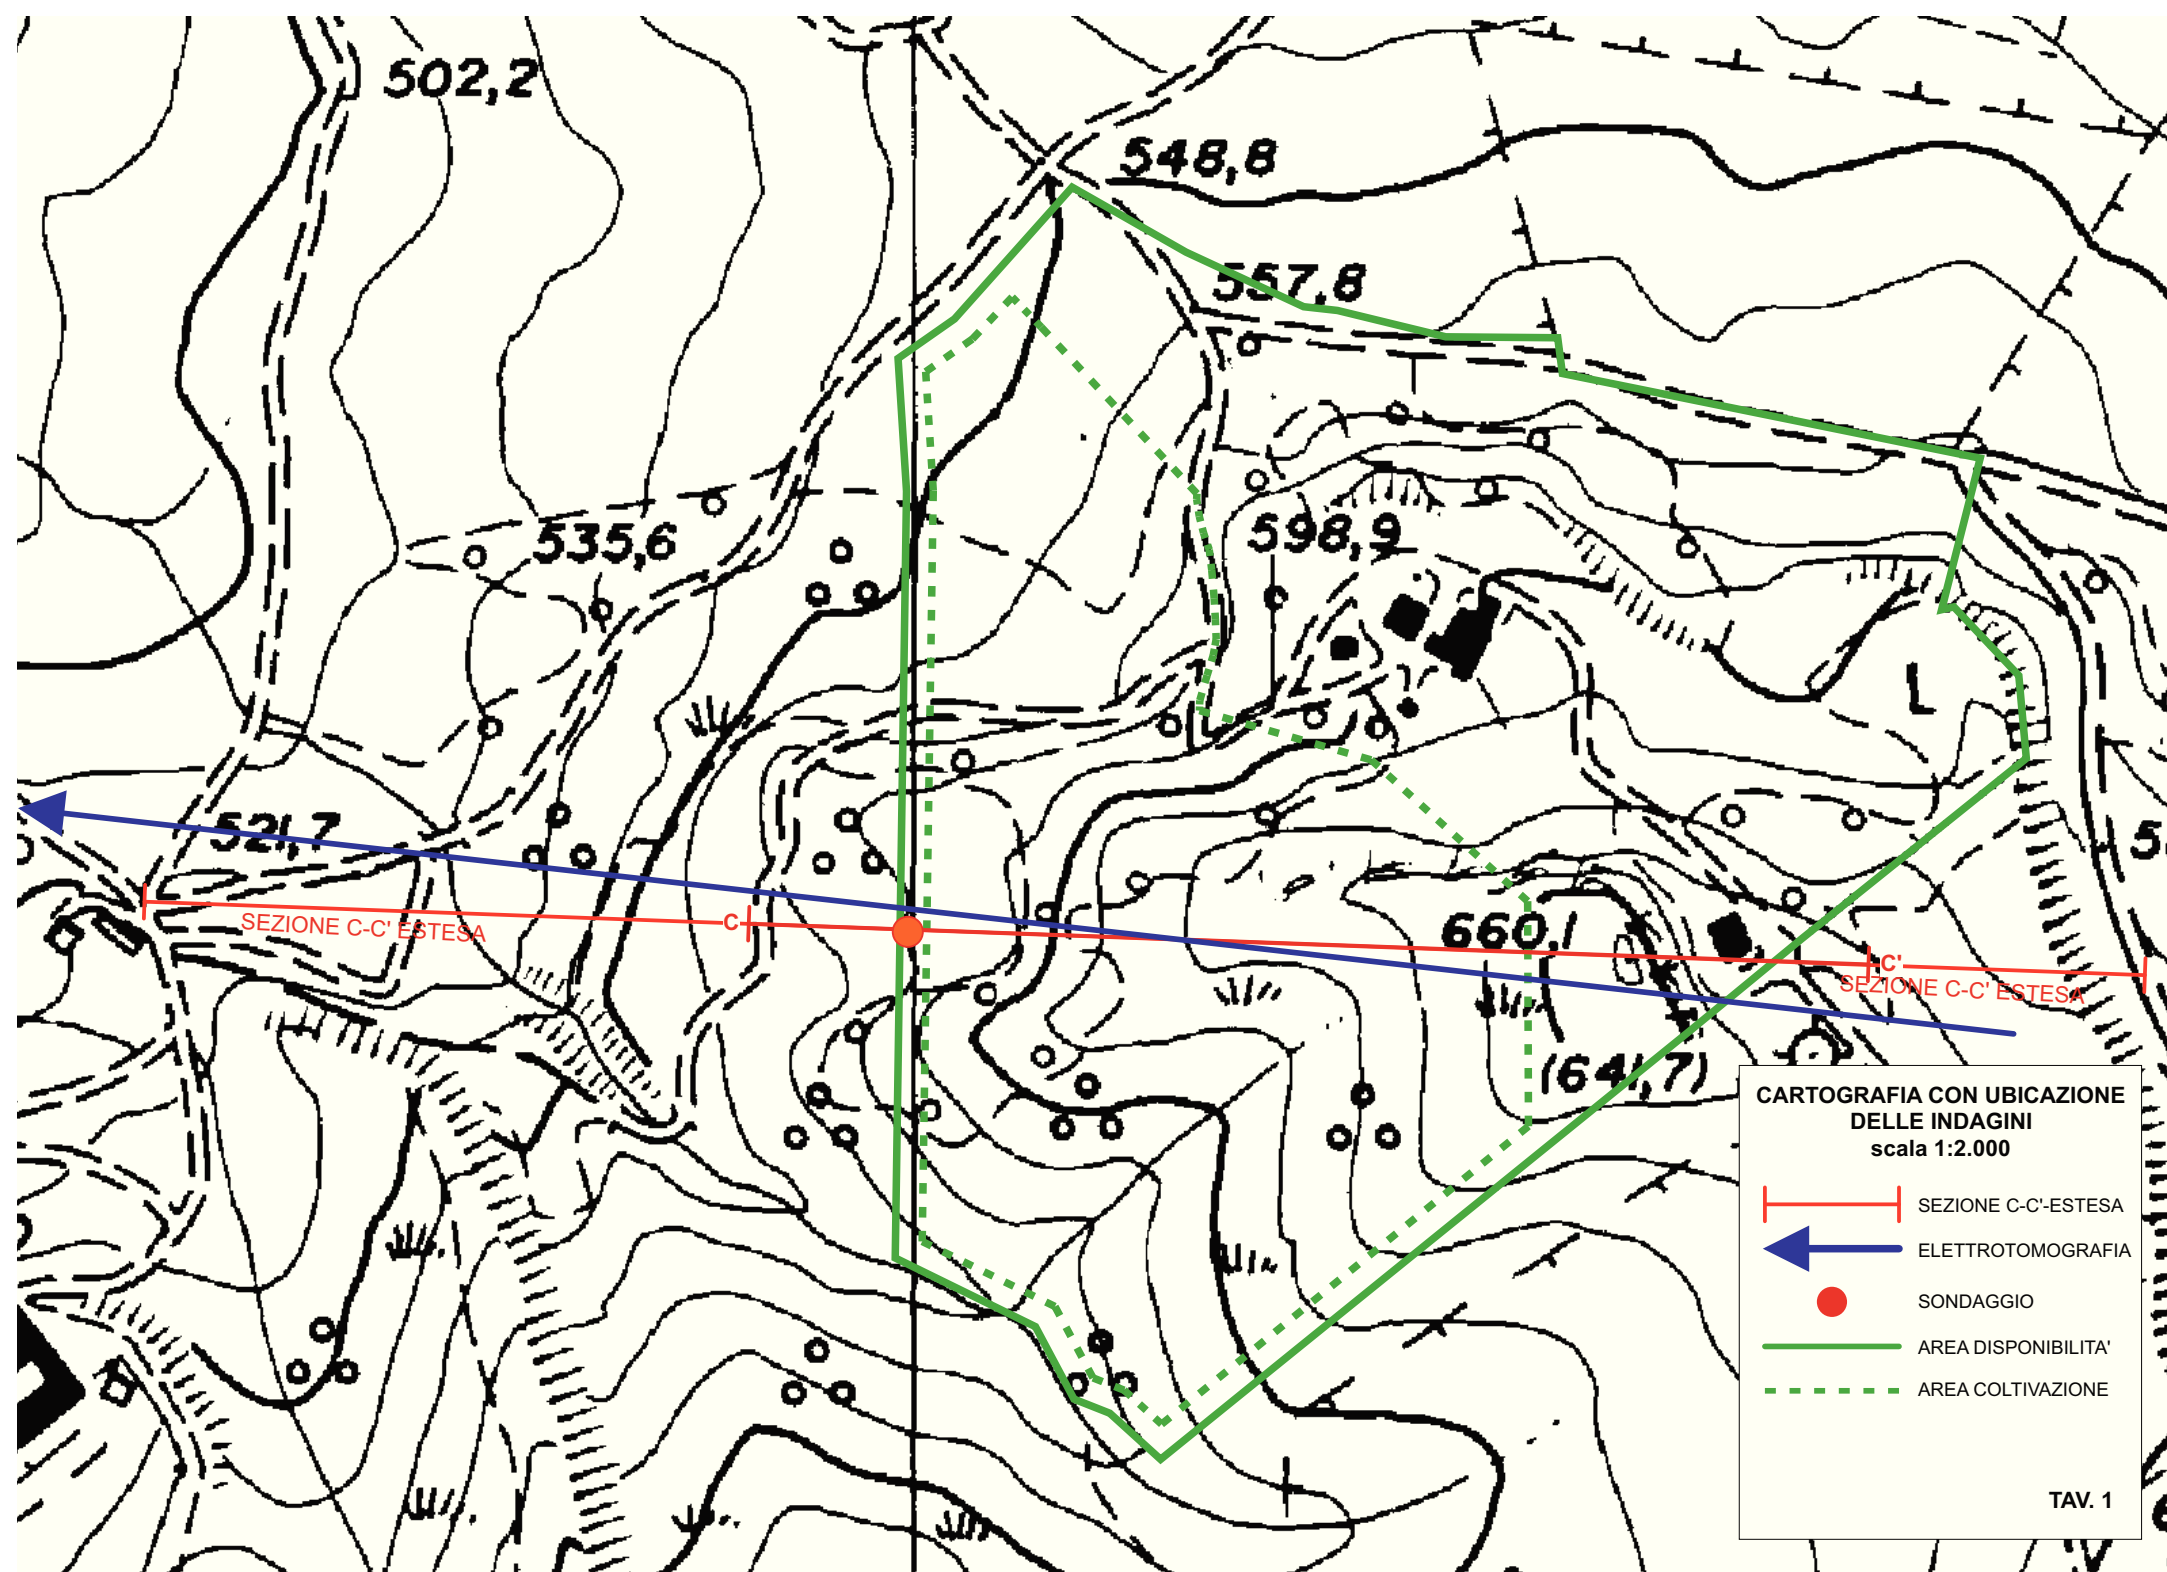 502,2
548,8
557,8
598,9
535,6
521,7
SEZIONE C-C' ESTESA
C
660,1
C'
SEZIONE C-C' ESTESA
(641,7)
L
CARTOGRAFIA CON UBICAZIONE
DELLE INDAGINI
scala 1:2.000
SEZIONE C-C'-ESTESA
ELETTROTOMOGRAFIA
SONDAGGIO
AREA DISPONIBILITA'
AREA COLTIVAZIONE
TAV. 1